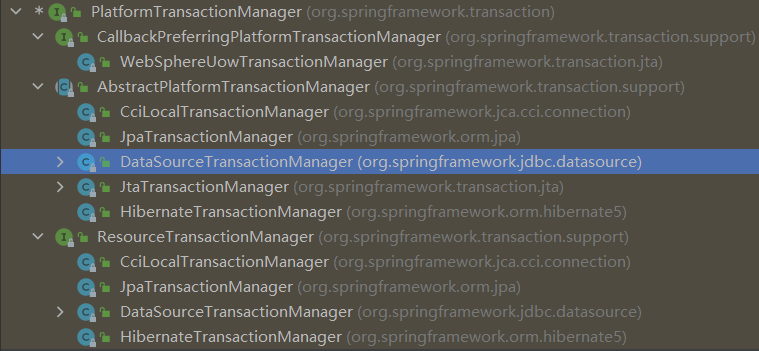 * PlatformTransactionManager (org.springframework.transaction)
CallbackPreferringPlatformTransactionManager (org.springframework.transaction.support)
WebSphereUowTransactionManager (org.springframework.transaction.jta)
AbstractPlatformTransactionManager (org.springframework.transaction.support)
CciLocalTransactionManager (org.springframework.jca.cci.connection)
JpaTransactionManager (org.springframework.orm.jpa)
DataSourceTransactionManager (org.springframework.jdbc.datasource)
JtaTransactionManager (org.springframework.transaction.jta)
HibernateTransactionManager (org.springframework.orm.hibernate5)
ResourceTransactionManager (org.springframework.transaction.support)
CciLocalTransactionManager (org.springframework.jca.cci.connection)
JpaTransactionManager (org.springframework.orm.jpa)
DataSourceTransactionManager (org.springframework.jdbc.datasource)
HibernateTransactionManager (org.springframework.orm.hibernate5)